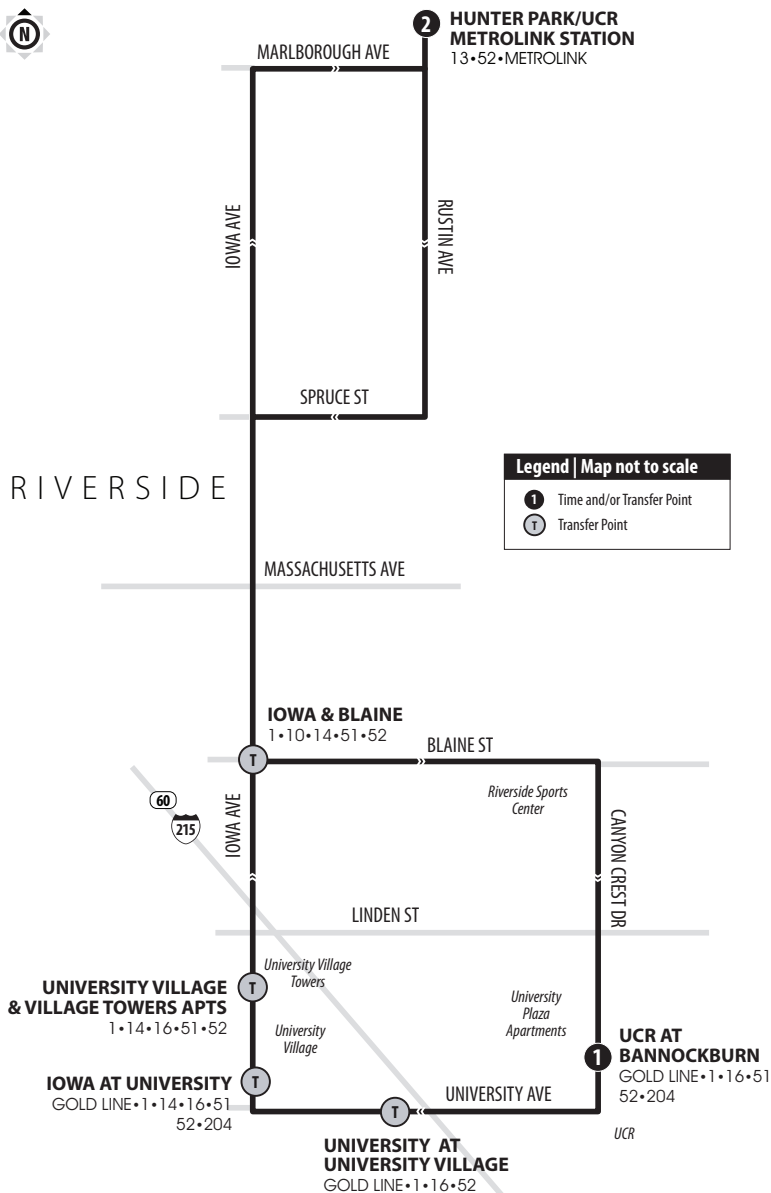 N
2
HUNTER PARK/UCR
METROLINK STATION
13•52•METROLINK
MARLBOROUGH AVE
IOWA AVE
RUSTIN AVE
SPRUCE ST
RIVERSIDE
Legend | Map not to scale
1 Time and/or Transfer Point
T Transfer Point
MASSACHUSETTS AVE
IOWA & BLAINE
1•10•14•51•52
T
BLAINE ST
Riverside Sports
Center
60
215
IOWA AVE
CANYON CREST DR
LINDEN ST
University Village
Towers
UNIVERSITY VILLAGE
& VILLAGE TOWERS APTS
1•14•16•51•52
T
University
Village
University
Plaza
Apartments
1
UCR AT
BANNOCKBURN
GOLD LINE•1•16•51
52•204
IOWA AT UNIVERSITY
GOLD LINE•1•14•16•51
52•204
T
UNIVERSITY AVE
T
UCR
UNIVERSITY AT
UNIVERSITY VILLAGE
GOLD LINE•1•16•52